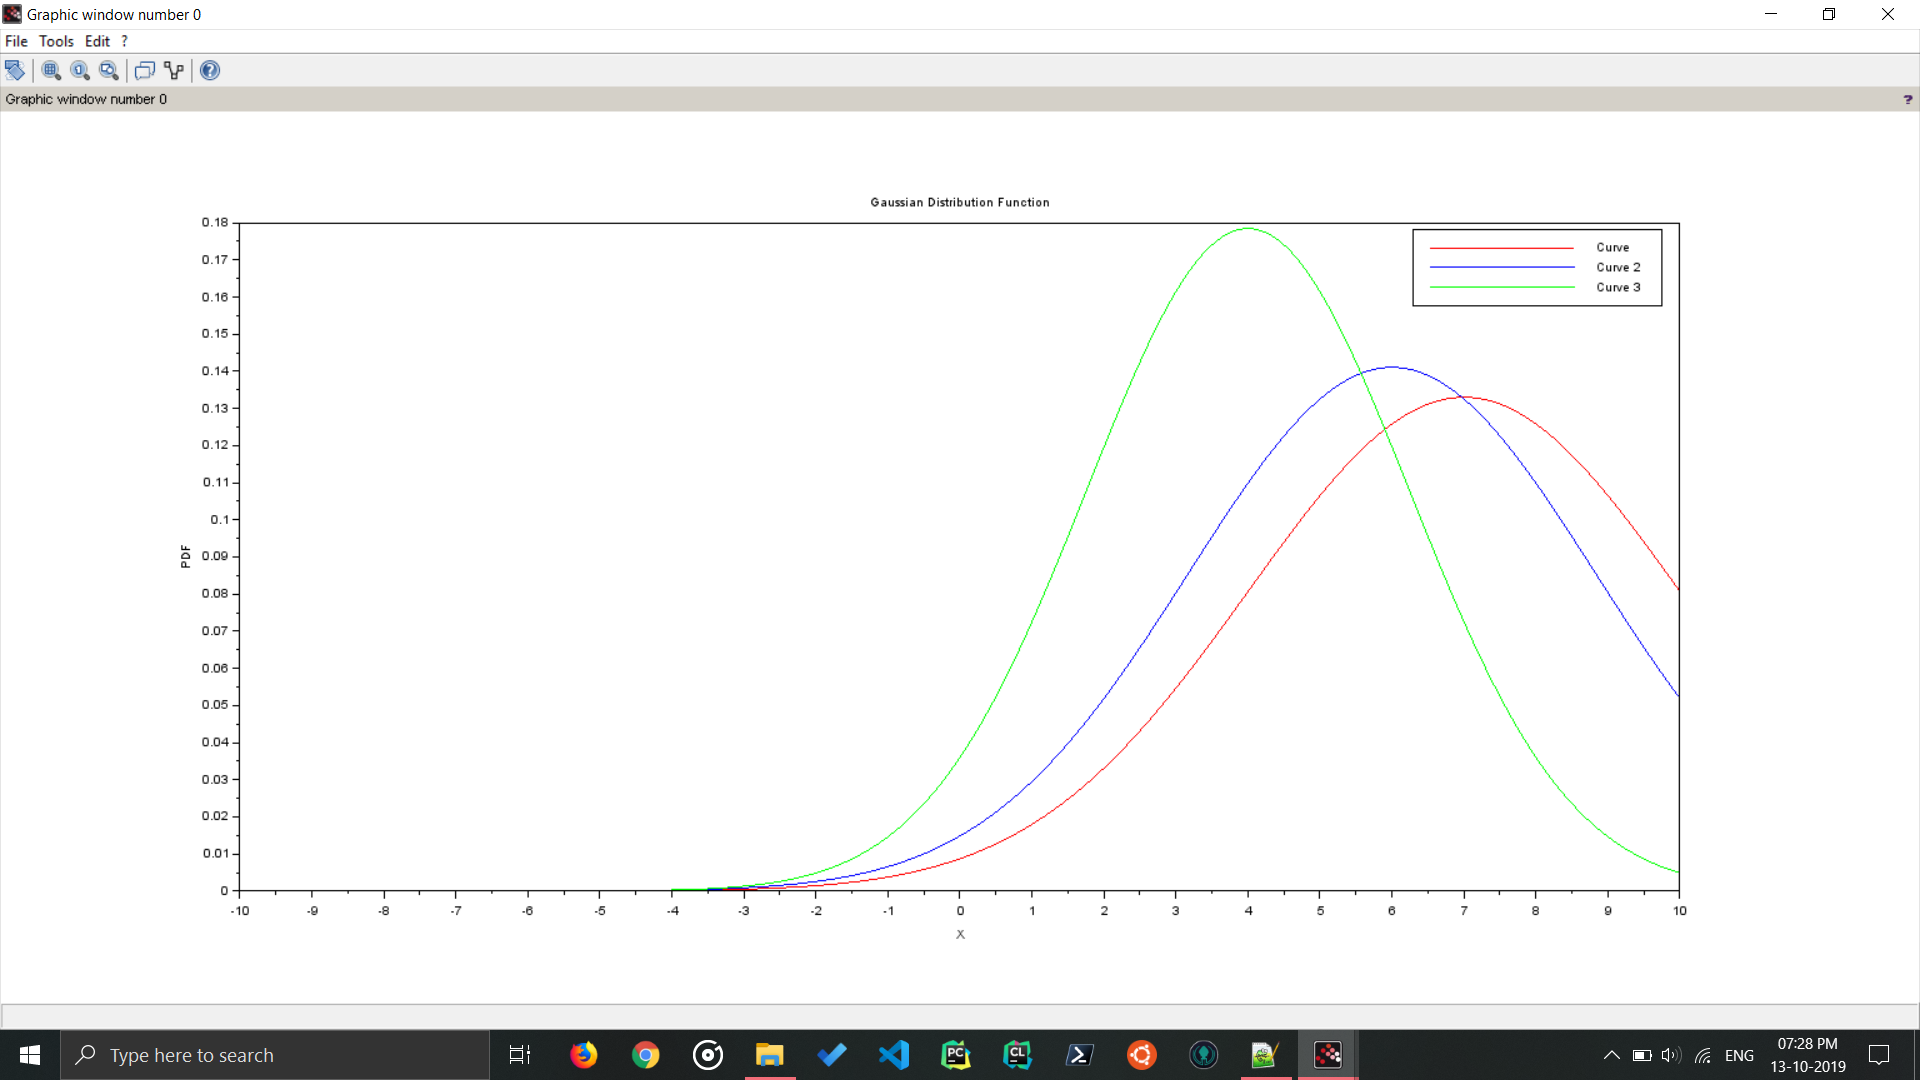 Graphic window number 0
File Tools Edit ?
Graphic window number 0 ?
Gaussian Distribution Function
Curve
Curve 2
Curve 3
0.18
0.17
0.16
0.15
0.14
0.13
0.12
0.11
0.1
0.09
0.08
0.07
0.06
0.05
0.04
0.03
0.02
0.01
0
PDF
-10 -9 -8 -7 -6 -5 -4 -3 -2 -1 0 1 2 3 4 5 6 7 8 9 10
X
Type here to search
PC
CL
ENG
07:28 PM
13-10-2019